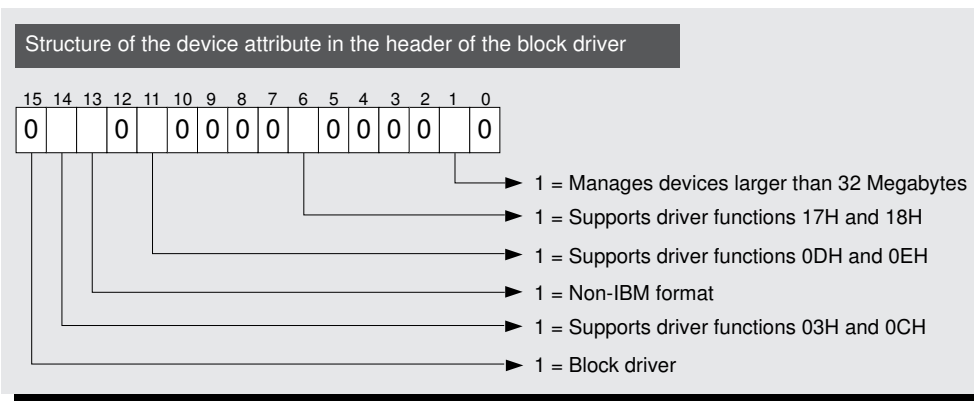 Structure of the device attribute in the header of the block driver
15 14 13 12 11 10 9 8 7 6 5 4 3 2 1 0
0 0 0 0 0 0 0 0 0 0 0
1 = Manages devices larger than 32 Megabytes
1 = Supports driver functions 17H and 18H
1 = Supports driver functions 0DH and 0EH
1 = Non-IBM format
1 = Supports driver functions 03H and 0CH
1 = Block driver